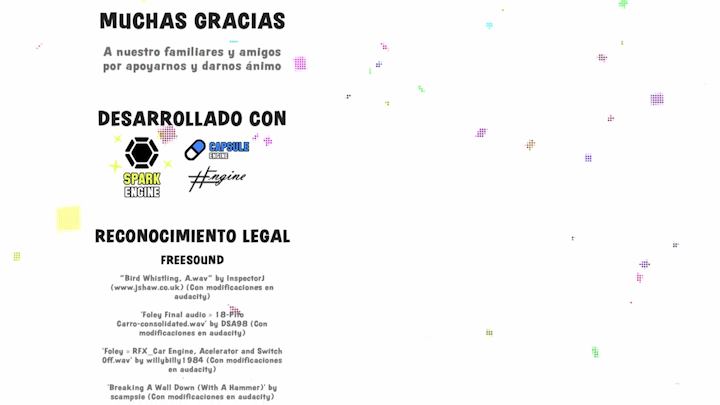 MUCHAS GRACIAS
A nuestro familiares y amigos
por apoyarnos y darnos ánimo
DESARROLLADO CON
SPARK
ENGINE
CAPSULE
ENGINE
#Engine
RECONOCIMIENTO LEGAL
FREESOUND
"Bird Whistling, A.wav" by InspectorJ
(www.jshaw.co.uk) (Con modificaciones en
audacity)
'Foley Final audio » 18-Filo
Carro-consolidated.wav' by DSA98 (Con
modificaciones en audacity)
'Foley » RFX_Car Engine, Acelerator and Switch
Off.wav' by willybilly1984 (Con modificaciones
en audacity)
'Breaking A Wall Down (With A Hammer)' by
scampsie (Con modificaciones en audacity)